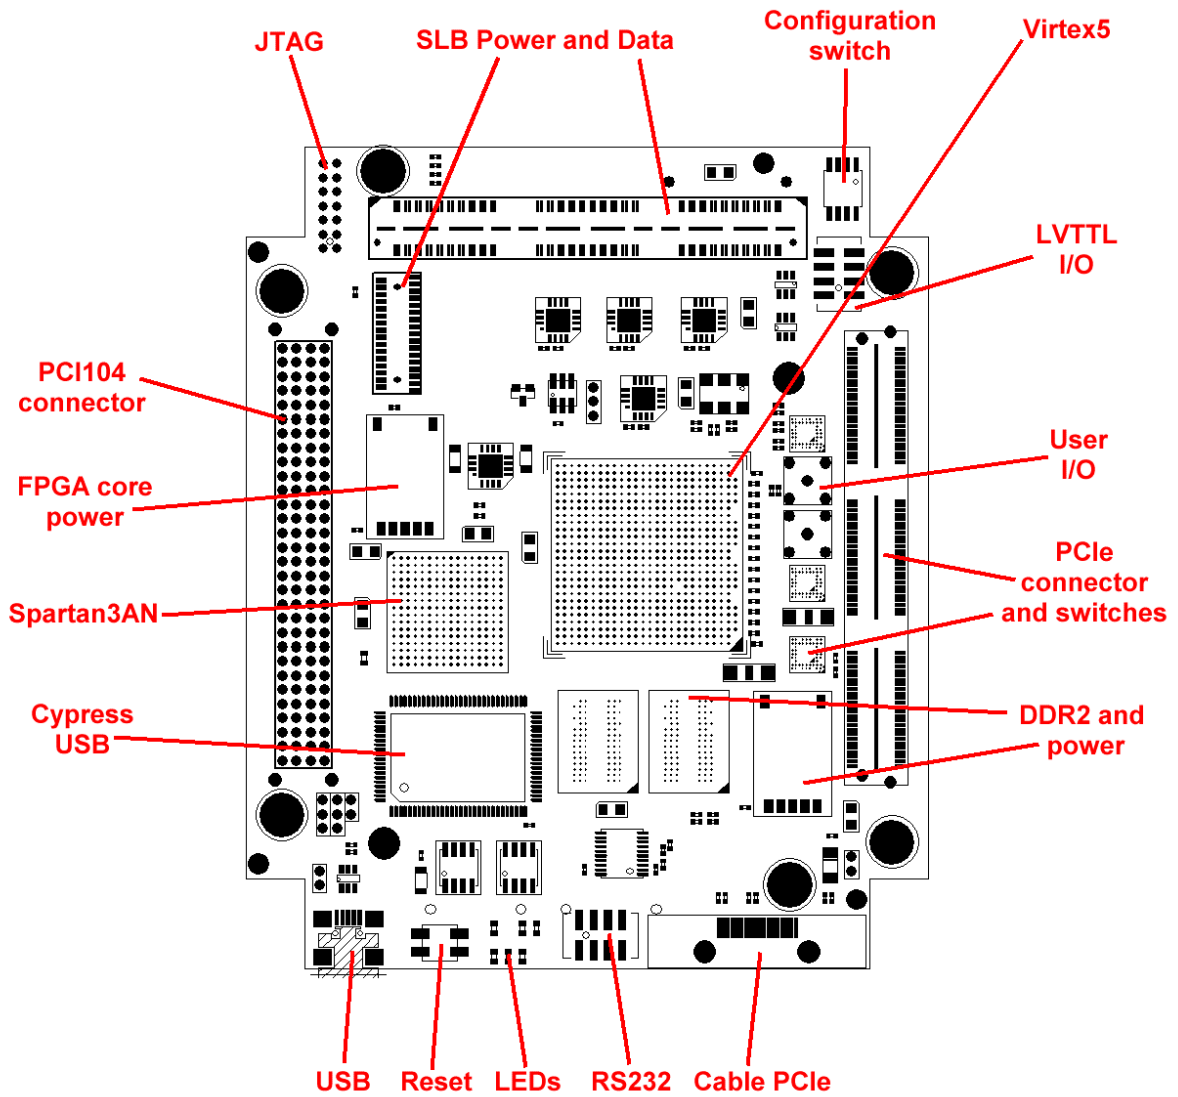 JTAG
SLB Power and Data
Configuration
switch
Virtex5
LVTTL
I/O
PCI104
connector
User
I/O
FPGA core
power
PCIe
connector
and switches
Spartan3AN
Cypress
USB
DDR2 and
power
USB
Reset
LEDs
RS232
Cable PCIe